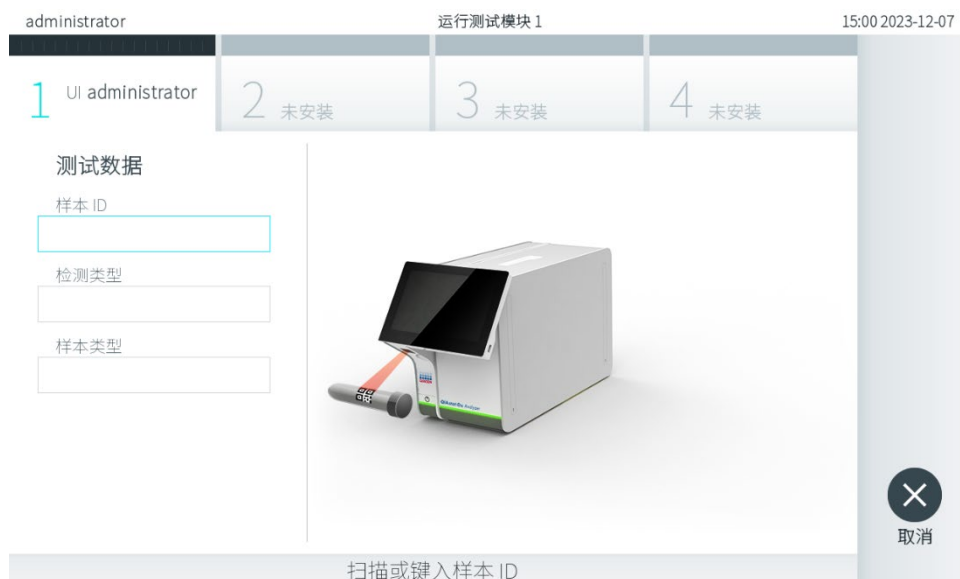 administrator
运行测试模块 1
15:00 2023-12-07
1 UI administrator
2 未安装
3 未安装
4 未安装
测试数据
样本 ID
检测类型
样本类型
取消
扫描或键入样本 ID